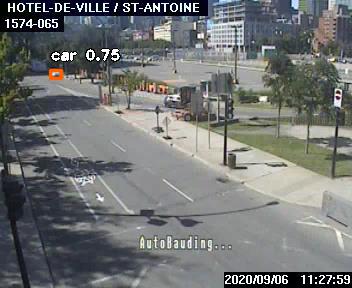 HOTEL-DE-VILLE / ST-ANTOINE
1574-065
car 0.75
AutoBauding...
2020/09/06 11:27:59